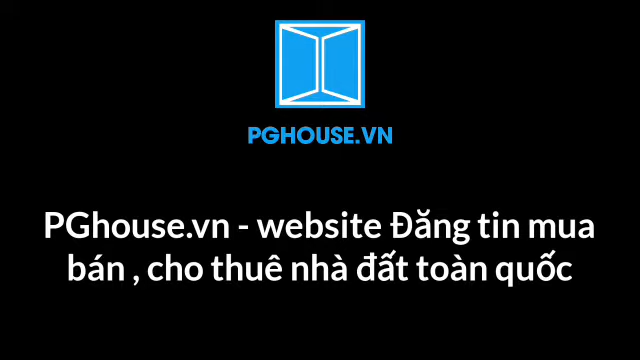 PGHOUSE.VN
PGhouse.vn - website Đăng tin mua
bán , cho thuê nhà đất toàn quốc